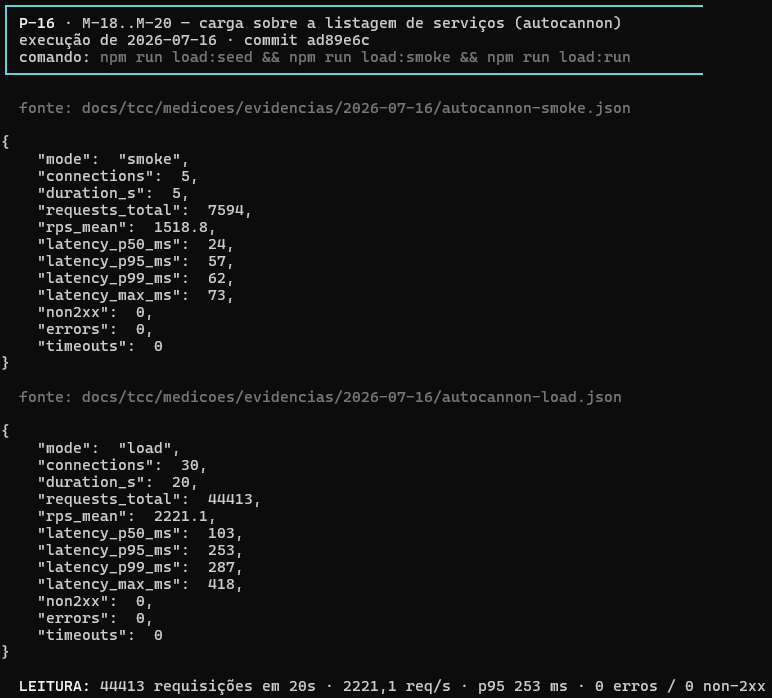 P-16 · M-18..M-20 — carga sobre a listagem de serviços (autocannon)
execução de 2026-07-16 · commit ad89e6c
comando: npm run load:seed && npm run load:smoke && npm run load:run
fonte: docs/tcc/medicoes/evidencias/2026-07-16/autocannon-smoke.json
{
    "mode":  "smoke",
    "connections":  5,
    "duration_s":  5,
    "requests_total":  7594,
    "rps_mean":  1518.8,
    "latency_p50_ms":  24,
    "latency_p95_ms":  57,
    "latency_p99_ms":  62,
    "latency_max_ms":  73,
    "non2xx":  0,
    "errors":  0,
    "timeouts":  0
}
fonte: docs/tcc/medicoes/evidencias/2026-07-16/autocannon-load.json
{
    "mode":  "load",
    "connections":  30,
    "duration_s":  20,
    "requests_total":  44413,
    "rps_mean":  2221.1,
    "latency_p50_ms":  103,
    "latency_p95_ms":  253,
    "latency_p99_ms":  287,
    "latency_max_ms":  418,
    "non2xx":  0,
    "errors":  0,
    "timeouts":  0
}
LEITURA: 44413 requisições em 20s · 2221,1 req/s · p95 253 ms · 0 erros / 0 non-2xx